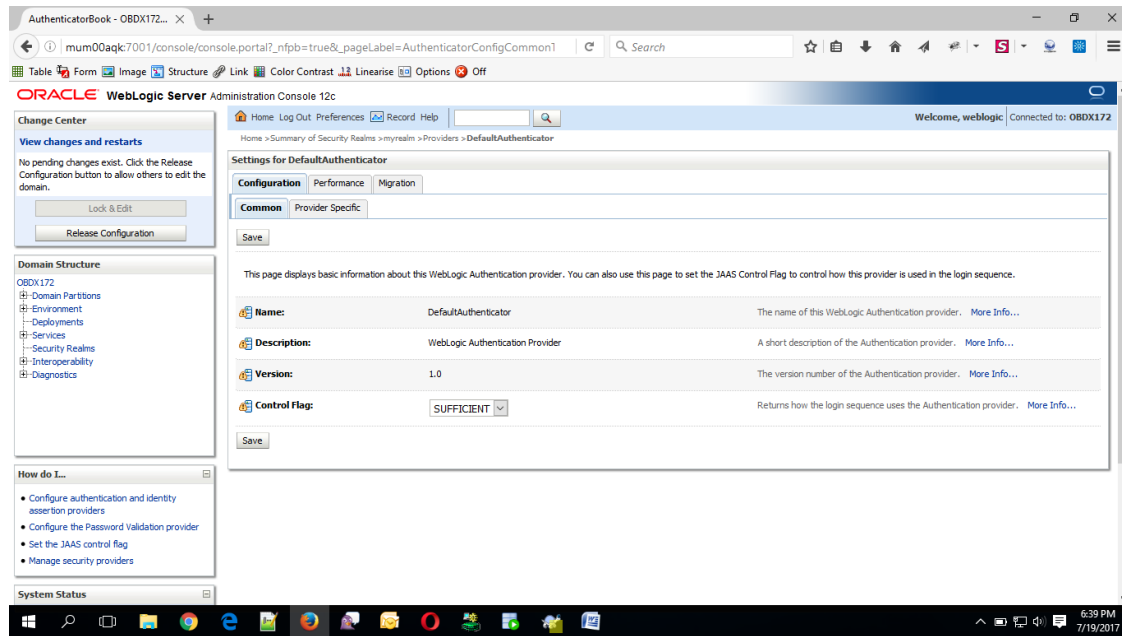 AuthenticatorBook - OBDX172...
mum00aqk:7001/console/console.portal?_nfpb=true&_pageLabel=AuthenticatorConfigCommonT
Search
Table Form Image Structure Link Color Contrast Linearise Options Off
ORACLE WebLogic Server Administration Console 12c
Change Center
View changes and restarts
No pending changes exist. Click the Release
Configuration button to allow others to edit the
domain.
Lock & Edit
Release Configuration
Domain Structure
OBDX172
Domain Partitions
Environment
Deployments
Services
Security Realms
Interoperability
Diagnostics
How do I...
Configure authentication and identity
assertion providers
Configure the Password Validation provider
Set the JAAS control flag
Manage security providers
System Status
Home Log Out Preferences Record Help
Welcome, weblogic Connected to: OBDX172
Home >Summary of Security Realms >myrealm >Providers >DefaultAuthenticator
Settings for DefaultAuthenticator
Configuration Performance Migration
Common Provider Specific
Save
This page displays basic information about this WebLogic Authentication provider. You can also use this page to set the JAAS Control Flag to control how this provider is used in the login sequence.
Name: DefaultAuthenticator The name of this WebLogic Authentication provider. More Info...
Description: WebLogic Authentication Provider A short description of the Authentication provider. More Info...
Version: 1.0 The version number of the Authentication provider. More Info...
Control Flag: SUFFICIENT Returns how the login sequence uses the Authentication provider. More Info...
Save
6:39 PM
7/19/2017